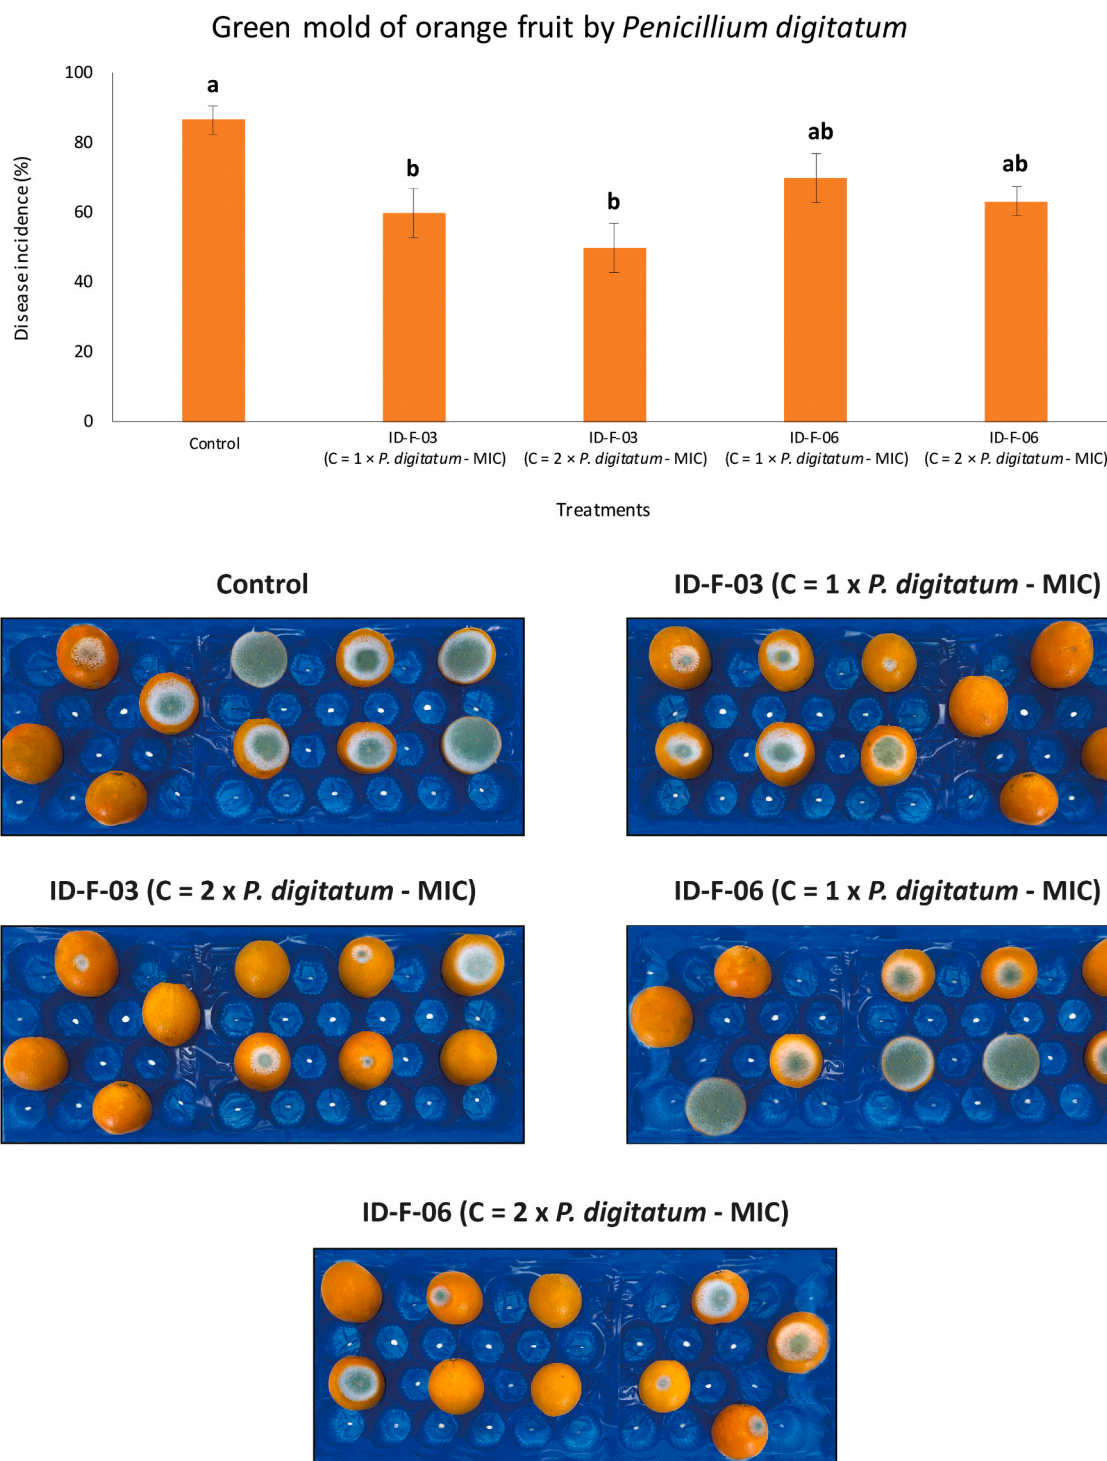 Green mold of orange fruit by Penicillium digitatum
100
80
60
40
20
0
Disease incidence (%)
a
b
b
ab
ab
Control
ID-F-03
(C = 1 × P. digitatum - MIC)
ID-F-03
(C = 2 × P. digitatum - MIC)
ID-F-06
(C = 1 × P. digitatum - MIC)
ID-F-06
(C = 2 × P. digitatum - MIC)
Treatments
Control
ID-F-03 (C = 1 x P. digitatum - MIC)
ID-F-03 (C = 2 x P. digitatum - MIC)
ID-F-06 (C = 1 x P. digitatum - MIC)
ID-F-06 (C = 2 x P. digitatum - MIC)